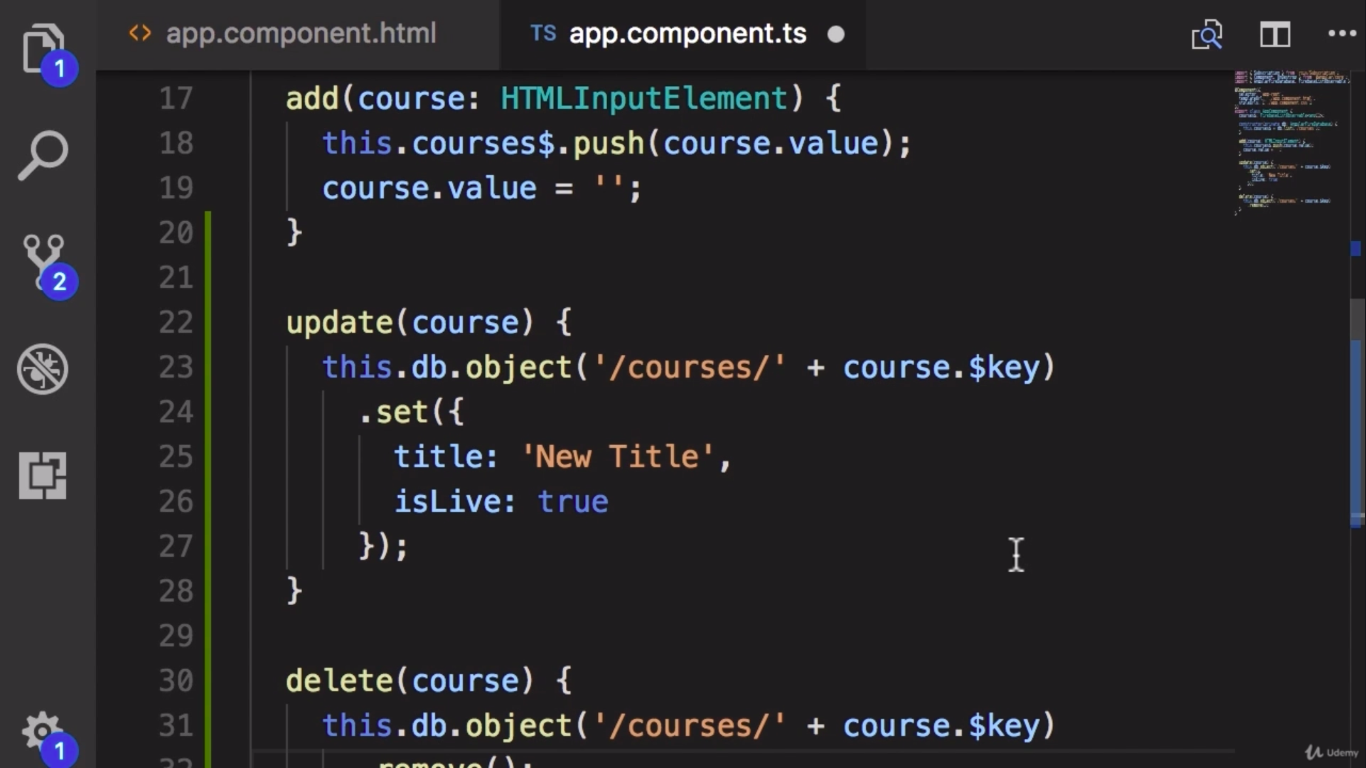 app.component.html
TS app.component.ts
1
17 add(course: HTMLInputElement) {
18 this.courses$.push(course.value);
19 course.value = '';
20 }
21
22 update(course) {
23 this.db.object('/courses/' + course.$key)
24 .set({
25 title: 'New Title',
26 isLive: true
27 });
28 }
29
30 delete(course) {
31 this.db.object('/courses/' + course.$key)
32 .remove();
2
1
Udemy